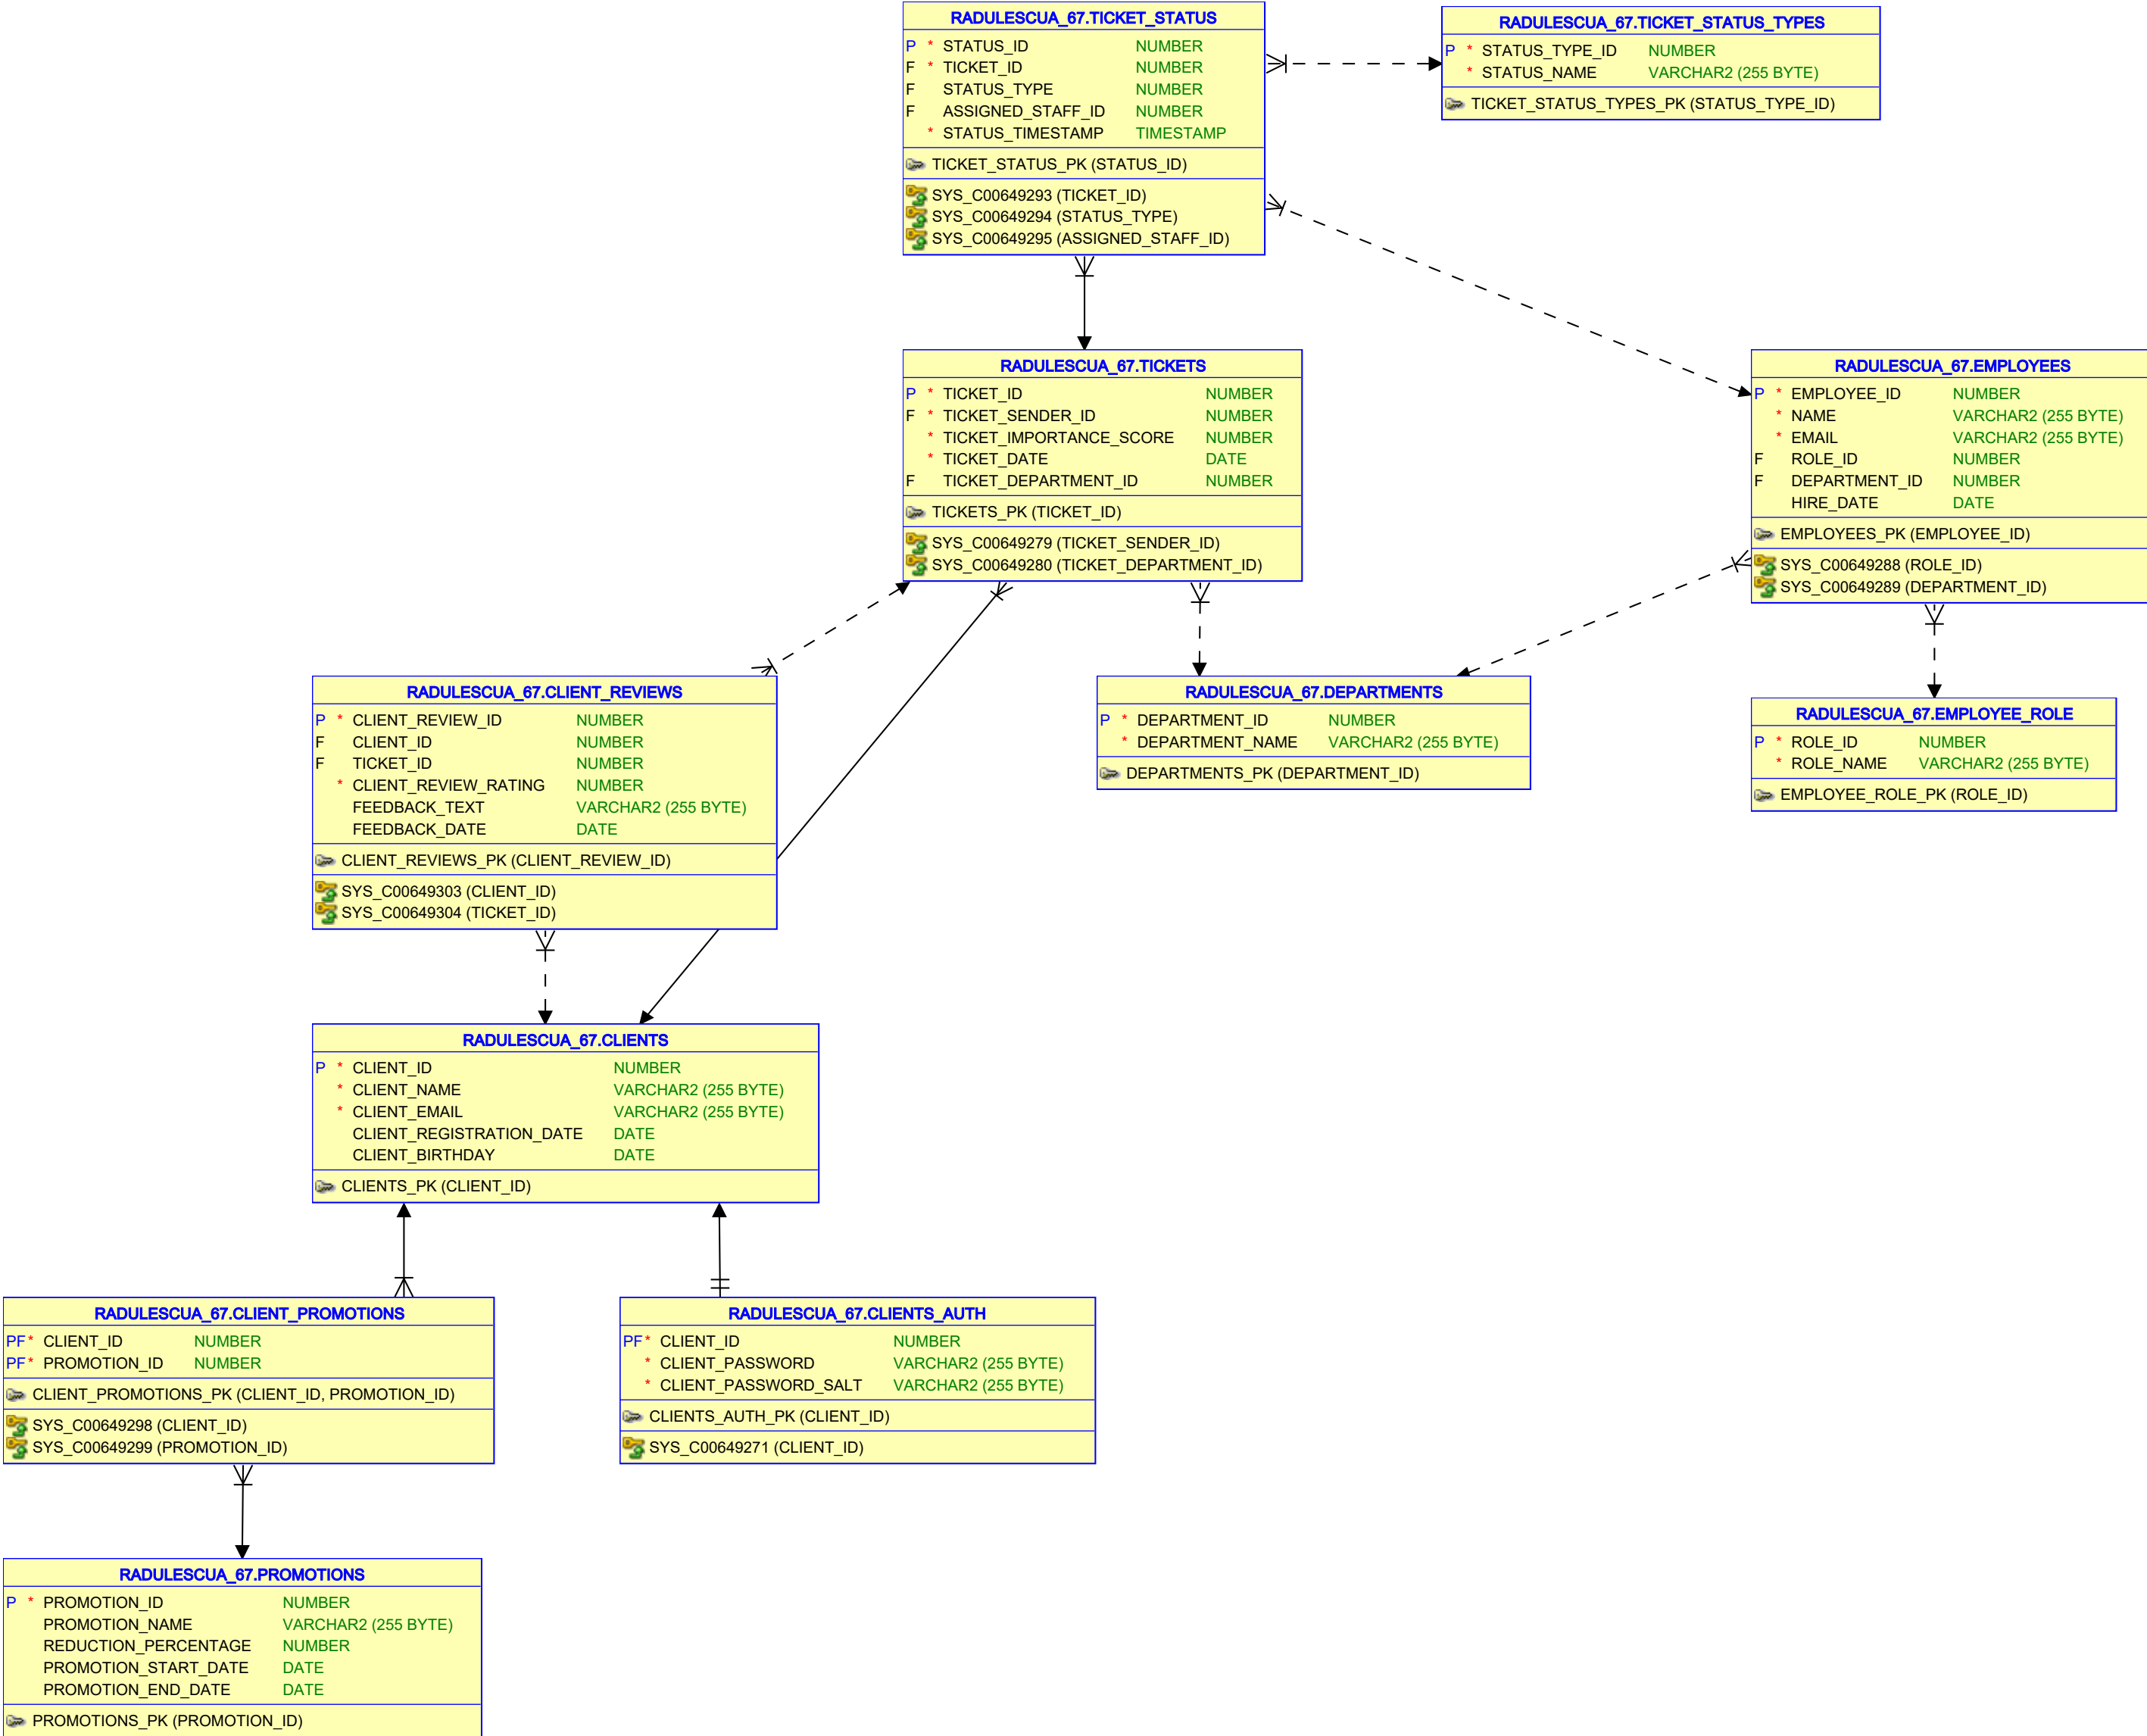 RADULESCUA_67.TICKET_STATUS
P * STATUS_ID NUMBER
F * TICKET_ID NUMBER
F STATUS_TYPE NUMBER
F ASSIGNED_STAFF_ID NUMBER
* STATUS_TIMESTAMP TIMESTAMP
TICKET_STATUS_PK (STATUS_ID)
SYS_C00649293 (TICKET_ID)
SYS_C00649294 (STATUS_TYPE)
SYS_C00649295 (ASSIGNED_STAFF_ID)
RADULESCUA_67.TICKET_STATUS_TYPES
P * STATUS_TYPE_ID NUMBER
* STATUS_NAME VARCHAR2 (255 BYTE)
TICKET_STATUS_TYPES_PK (STATUS_TYPE_ID)
RADULESCUA_67.TICKETS
P * TICKET_ID NUMBER
F * TICKET_SENDER_ID NUMBER
* TICKET_IMPORTANCE_SCORE NUMBER
* TICKET_DATE DATE
F TICKET_DEPARTMENT_ID NUMBER
TICKETS_PK (TICKET_ID)
SYS_C00649279 (TICKET_SENDER_ID)
SYS_C00649280 (TICKET_DEPARTMENT_ID)
RADULESCUA_67.EMPLOYEES
P * EMPLOYEE_ID NUMBER
* NAME VARCHAR2 (255 BYTE)
* EMAIL VARCHAR2 (255 BYTE)
F ROLE_ID NUMBER
F DEPARTMENT_ID NUMBER
HIRE_DATE DATE
EMPLOYEES_PK (EMPLOYEE_ID)
SYS_C00649288 (ROLE_ID)
SYS_C00649289 (DEPARTMENT_ID)
RADULESCUA_67.CLIENT_REVIEWS
P * CLIENT_REVIEW_ID NUMBER
F CLIENT_ID NUMBER
F TICKET_ID NUMBER
* CLIENT_REVIEW_RATING NUMBER
FEEDBACK_TEXT VARCHAR2 (255 BYTE)
FEEDBACK_DATE DATE
CLIENT_REVIEWS_PK (CLIENT_REVIEW_ID)
SYS_C00649303 (CLIENT_ID)
SYS_C00649304 (TICKET_ID)
RADULESCUA_67.DEPARTMENTS
P * DEPARTMENT_ID NUMBER
* DEPARTMENT_NAME VARCHAR2 (255 BYTE)
DEPARTMENTS_PK (DEPARTMENT_ID)
RADULESCUA_67.EMPLOYEE_ROLE
P * ROLE_ID NUMBER
* ROLE_NAME VARCHAR2 (255 BYTE)
EMPLOYEE_ROLE_PK (ROLE_ID)
RADULESCUA_67.CLIENTS
P * CLIENT_ID NUMBER
* CLIENT_NAME VARCHAR2 (255 BYTE)
* CLIENT_EMAIL VARCHAR2 (255 BYTE)
CLIENT_REGISTRATION_DATE DATE
CLIENT_BIRTHDAY DATE
CLIENTS_PK (CLIENT_ID)
RADULESCUA_67.CLIENT_PROMOTIONS
PF* CLIENT_ID NUMBER
PF* PROMOTION_ID NUMBER
CLIENT_PROMOTIONS_PK (CLIENT_ID, PROMOTION_ID)
SYS_C00649298 (CLIENT_ID)
SYS_C00649299 (PROMOTION_ID)
RADULESCUA_67.CLIENTS_AUTH
PF* CLIENT_ID NUMBER
* CLIENT_PASSWORD VARCHAR2 (255 BYTE)
* CLIENT_PASSWORD_SALT VARCHAR2 (255 BYTE)
CLIENTS_AUTH_PK (CLIENT_ID)
SYS_C00649271 (CLIENT_ID)
RADULESCUA_67.PROMOTIONS
P * PROMOTION_ID NUMBER
PROMOTION_NAME VARCHAR2 (255 BYTE)
REDUCTION_PERCENTAGE NUMBER
PROMOTION_START_DATE DATE
PROMOTION_END_DATE DATE
PROMOTIONS_PK (PROMOTION_ID)